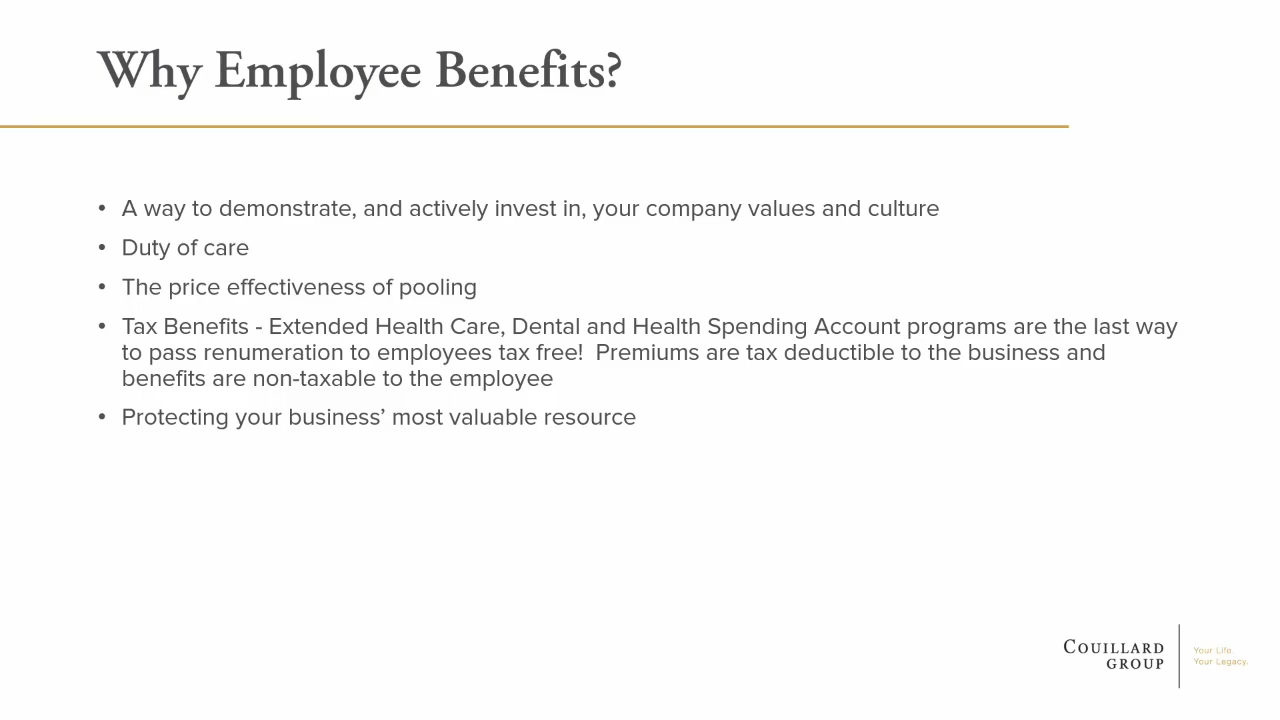 Why Employee Benefits?
• A way to demonstrate, and actively invest in, your company values and culture
• Duty of care
• The price effectiveness of pooling
• Tax Benefits - Extended Health Care, Dental and Health Spending Account programs are the last way
to pass renumeration to employees tax free!  Premiums are tax deductible to the business and
benefits are non-taxable to the employee
• Protecting your business’ most valuable resource
COUILLARD
GROUP
Your Life.
Your Legacy.